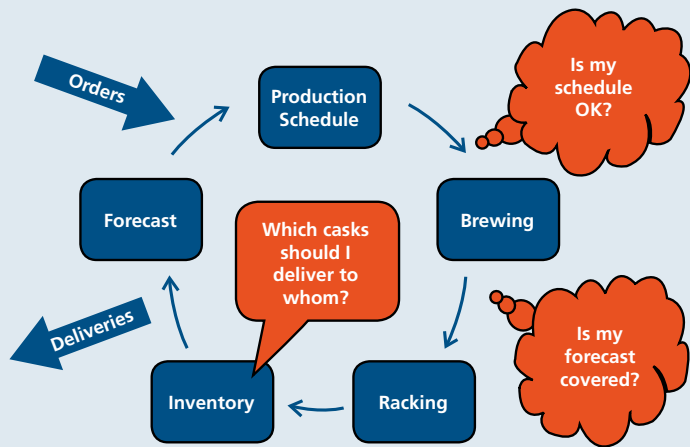 Orders
Production
Schedule
Is my
schedule
OK?
Forecast
Which casks
should I
deliver to
whom?
Brewing
Deliveries
Inventory
Racking
Is my
forecast
covered?